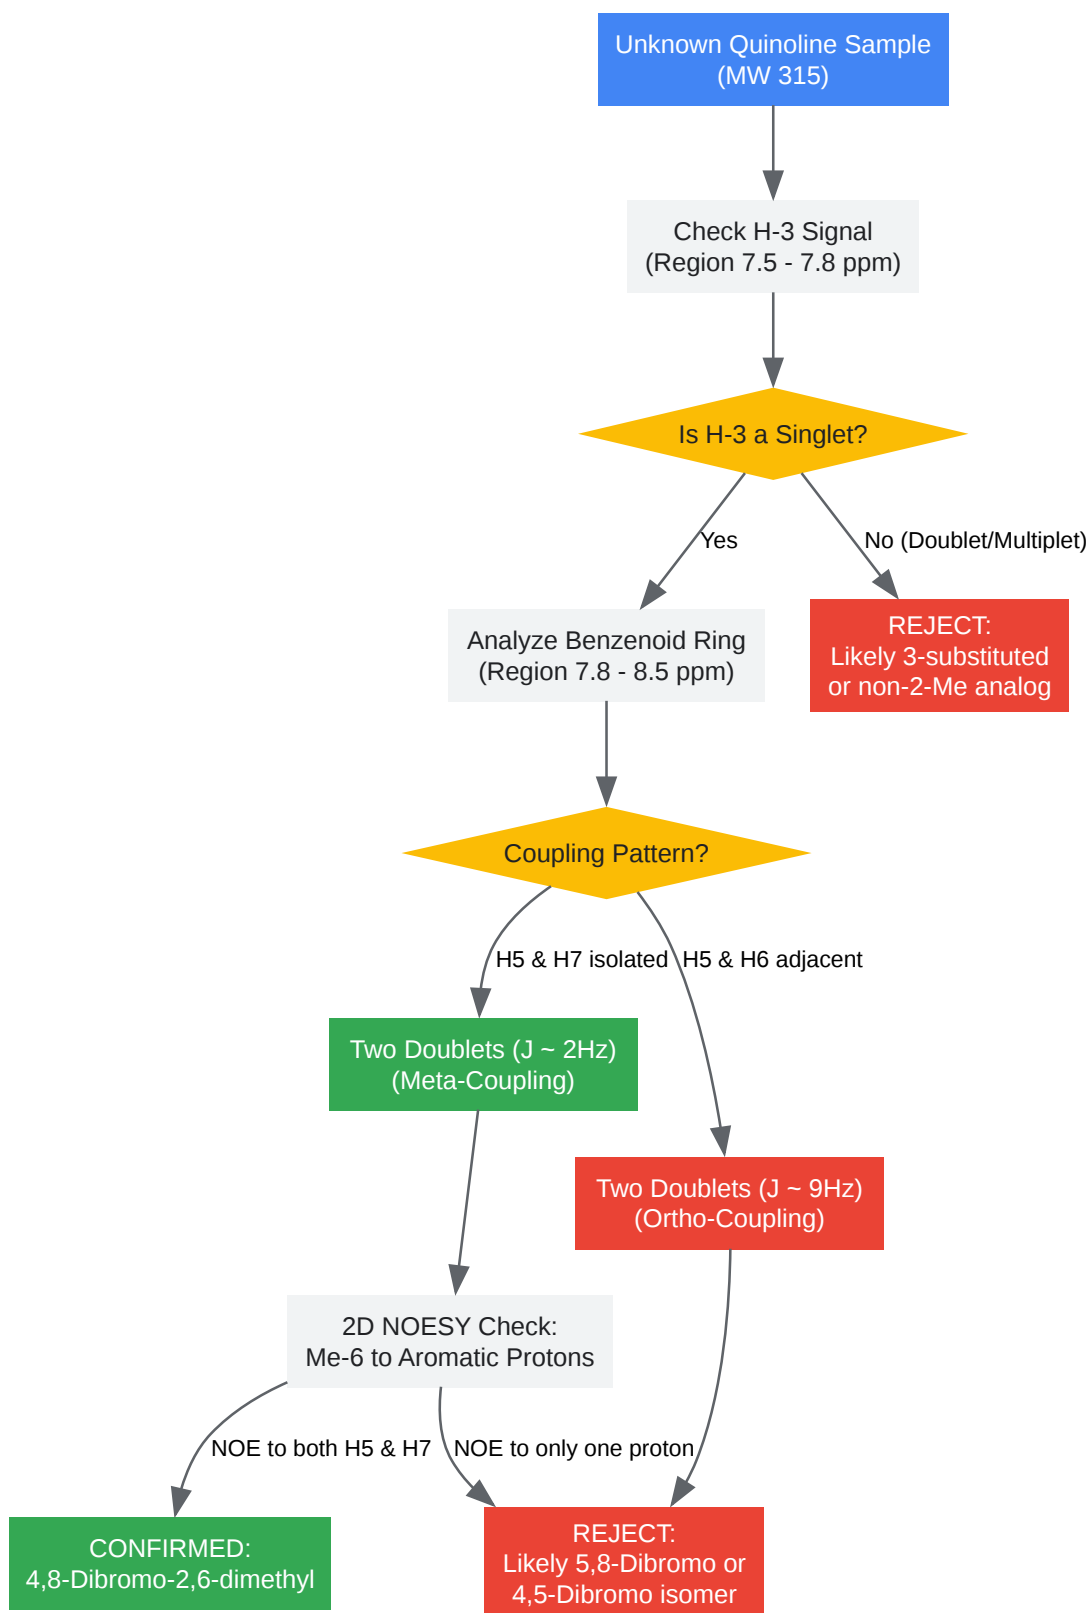 Unknown Quinoline Sample
(MW 315)
Check H-3 Signal
(Region 7.5 - 7.8 ppm)
Is H-3 a Singlet?
Yes
No (Doublet/Multiplet)
Analyze Benzenoid Ring
(Region 7.8 - 8.5 ppm)
REJECT:
Likely 3-substituted
or non-2-Me analog
Coupling Pattern?
H5 & H7 isolated
H5 & H6 adjacent
Two Doublets (J ~ 2Hz)
(Meta-Coupling)
Two Doublets (J ~ 9Hz)
(Ortho-Coupling)
2D NOESY Check:
Me-6 to Aromatic Protons
NOE to both H5 & H7
NOE to only one proton
CONFIRMED:
4,8-Dibromo-2,6-dimethyl
REJECT:
Likely 5,8-Dibromo or
4,5-Dibromo isomer